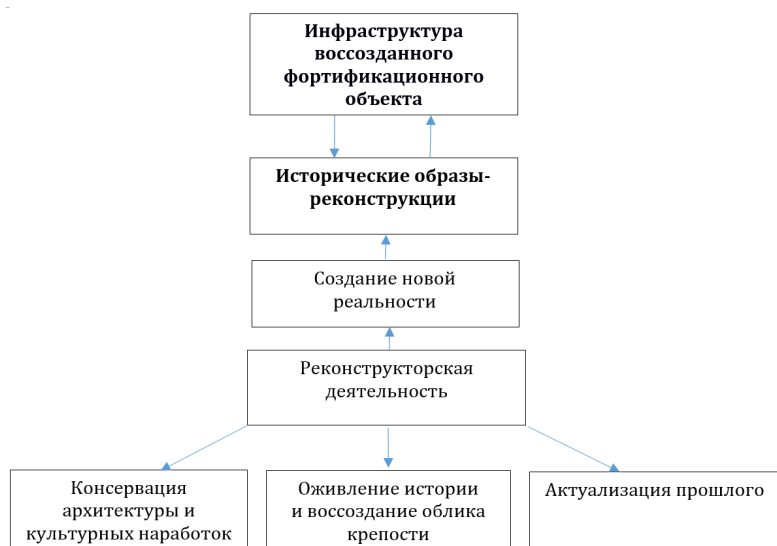 Инфраструктура
воссозданного
фортификационного
объекта
Исторические образы-
реконструкции
Создание новой
реальности
Реконструкторская
деятельность
Консервация
архитектуры и
культурных наработок
Оживление истории
и воссоздание облика
крепости
Актуализация прошлого